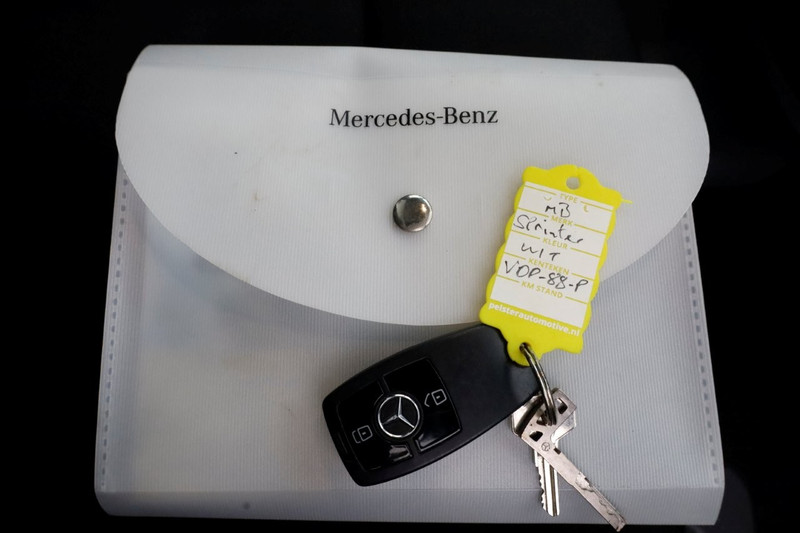 Mercedes-Benz
TYPE
MB
MERK
Sprinter
KLEUR
WIT
KENTEKEN
VOP-88-P
KM STAND
pelsterautomotive.nl